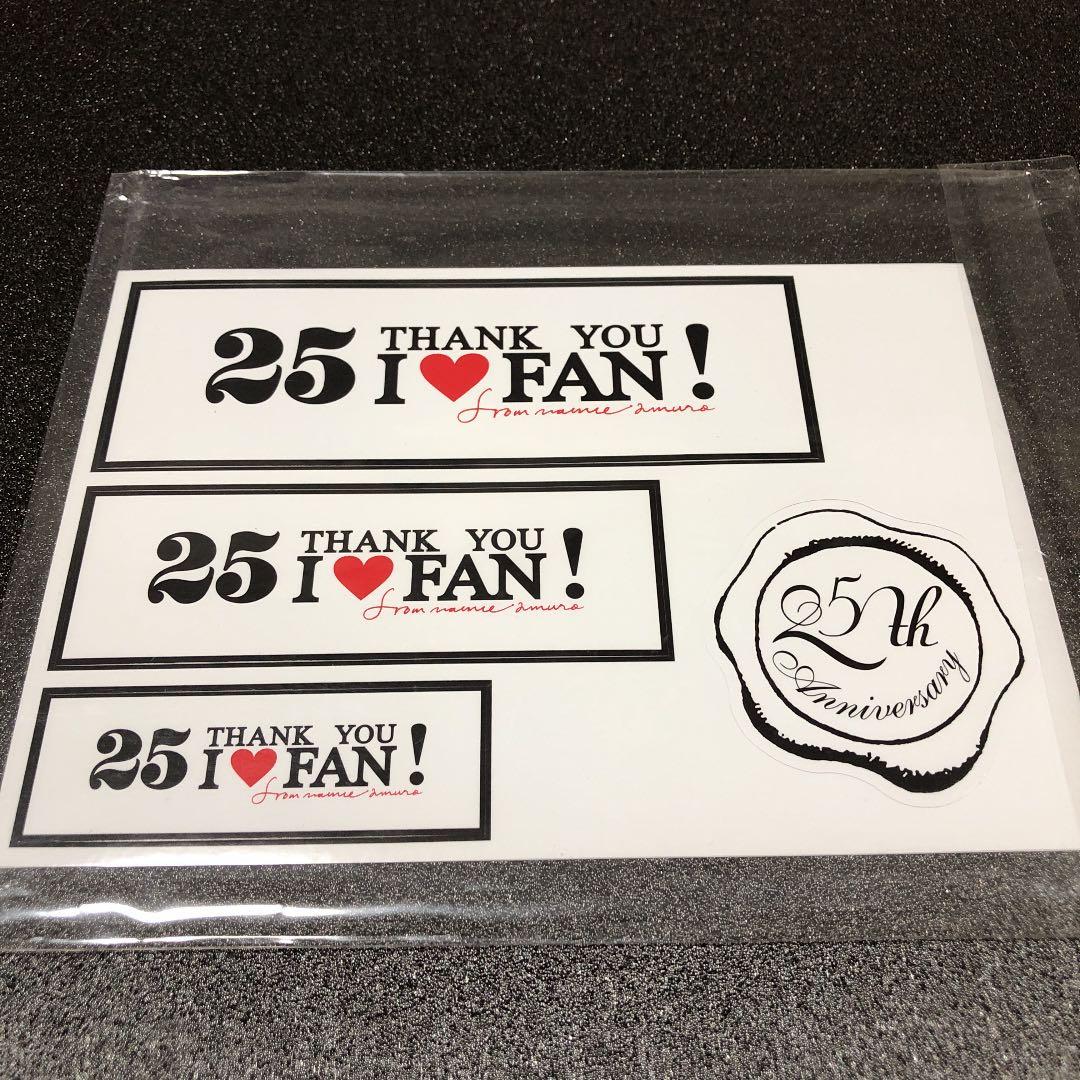 25 THANK YOU
I ❤ FAN !
from namie amuro
25 THANK YOU
I ❤ FAN !
from namie amuro
25 THANK YOU
I ❤ FAN !
from namie amuro
25th
Anniversary